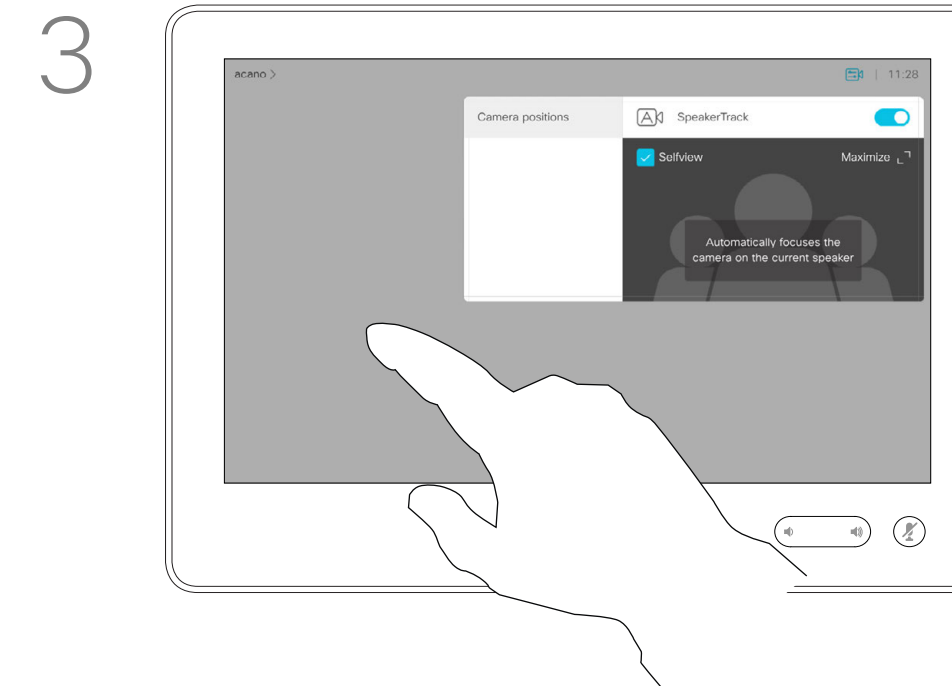 3
acano >
11:28
Camera positions
SpeakerTrack
Selfview
Maximize
Automatically focuses the
camera on the current speaker